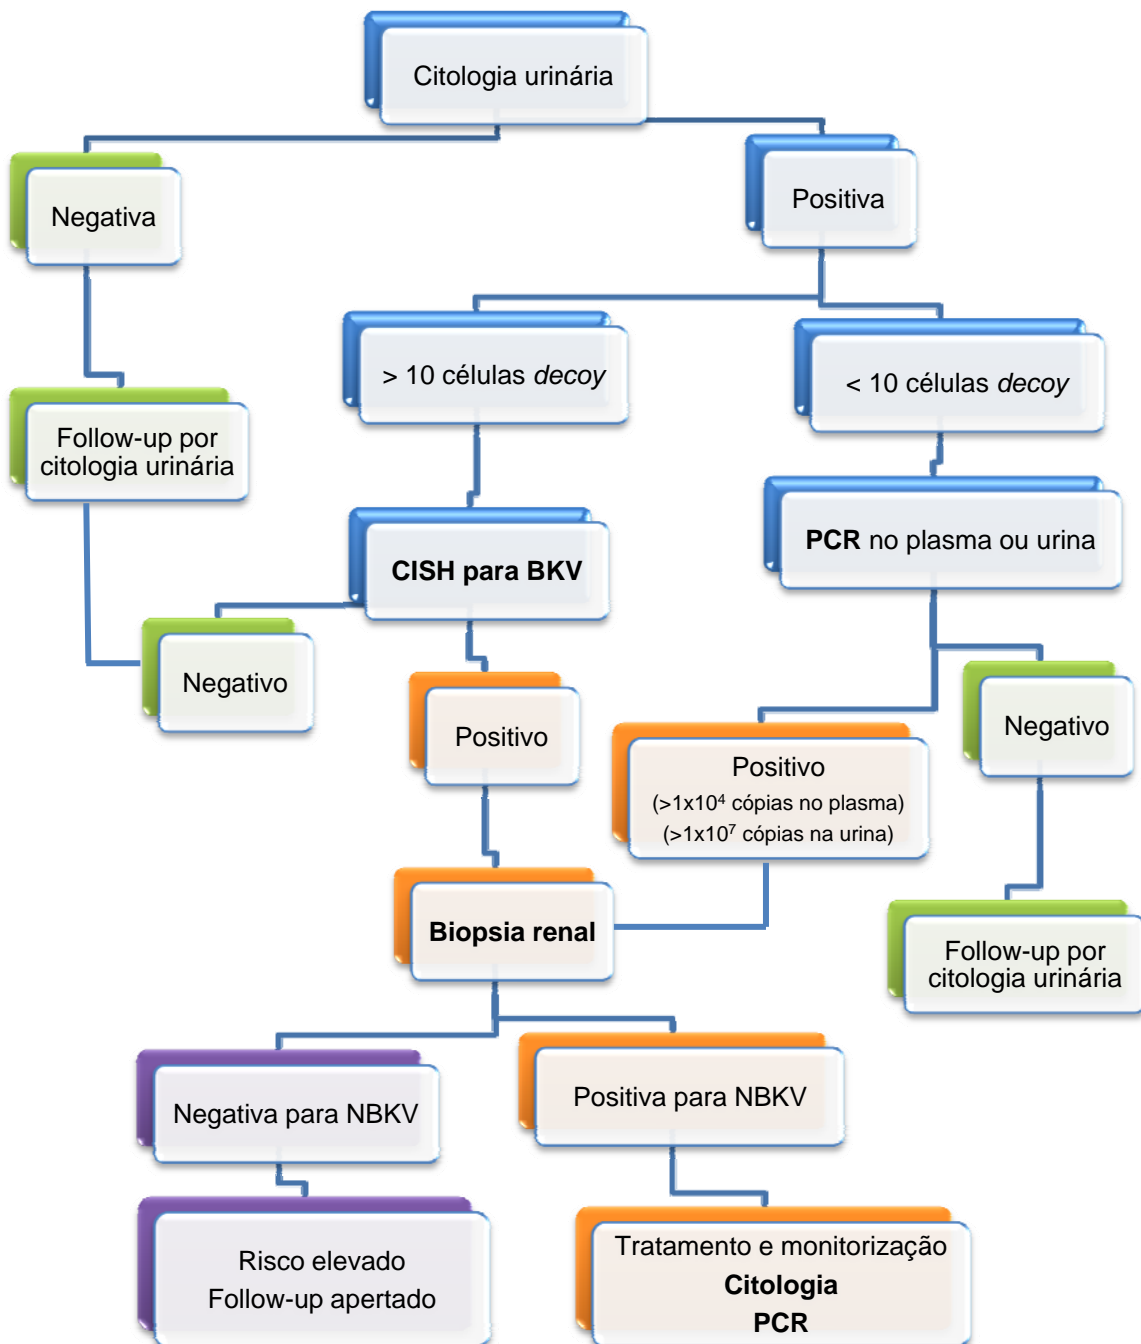 Citologia urinária
Negativa
Positiva
> 10 células decoy
< 10 células decoy
Follow-up por
citologia urinária
CISH para BKV
PCR no plasma ou urina
Negativo
Positivo
Positivo
(>1x10⁴ cópias no plasma)
(>1x10⁷ cópias na urina)
Negativo
Biopsia renal
Follow-up por
citologia urinária
Negativa para NBKV
Positiva para NBKV
Risco elevado
Follow-up apertado
Tratamento e monitorização
Citologia
PCR